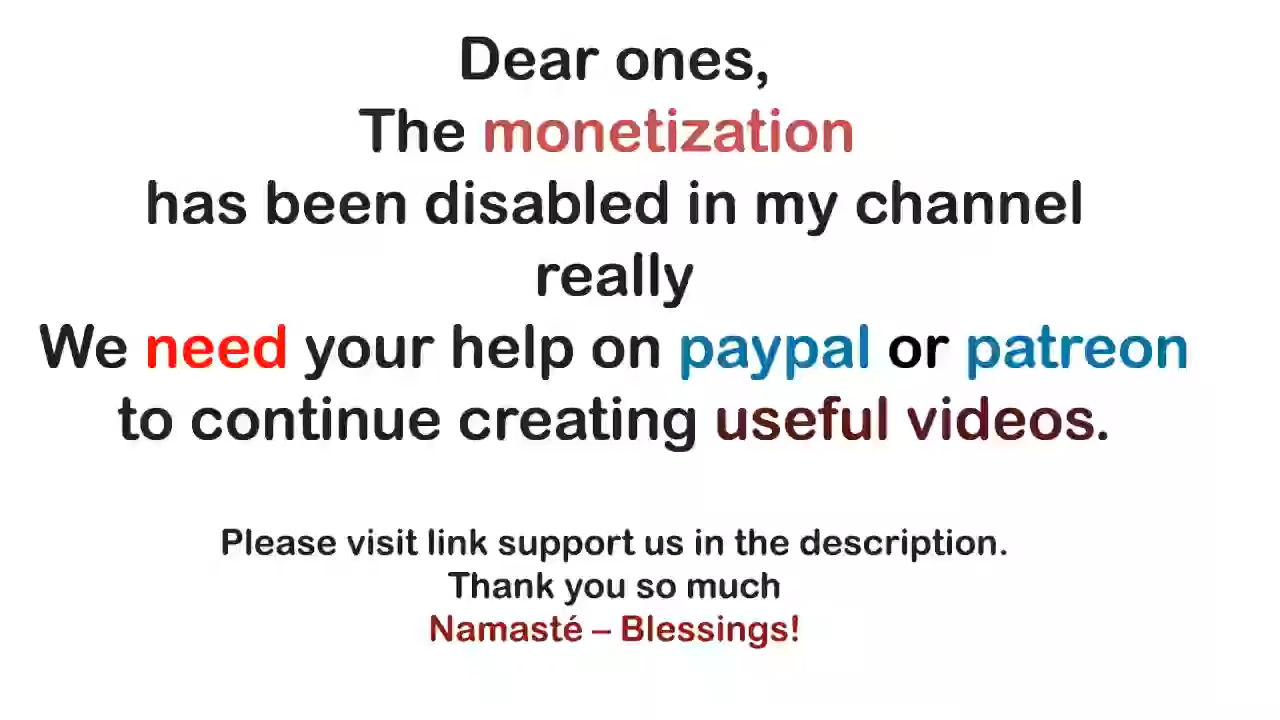 Dear ones,
The monetization
has been disabled in my channel
really
We need your help on paypal or patreon
to continue creating useful videos.
Please visit link support us in the description.
Thank you so much
Namasté – Blessings!